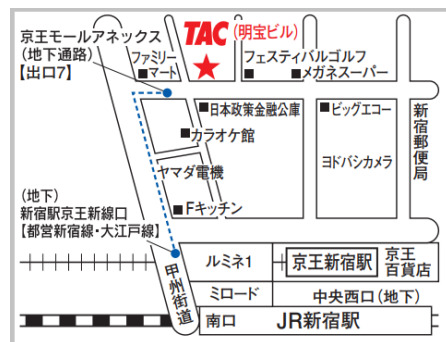 京王モールアネックス
(地下通路)
【出口7】
TAC (明宝ビル)
ファミリー
マート
フェスティバルゴルフ
メガネスーパー
日本政策金融公庫
ビッグエコー
カラオケ館
新宿郵便局
ヨドバシカメラ
ヤマダ電機
Fキッチン
(地下)
新宿駅京王新線口
【都営新宿線・大江戸線】
甲州街道
ルミネ1
京王新宿駅
京王
百貨店
ミロード
中央西口(地下)
南口
JR新宿駅